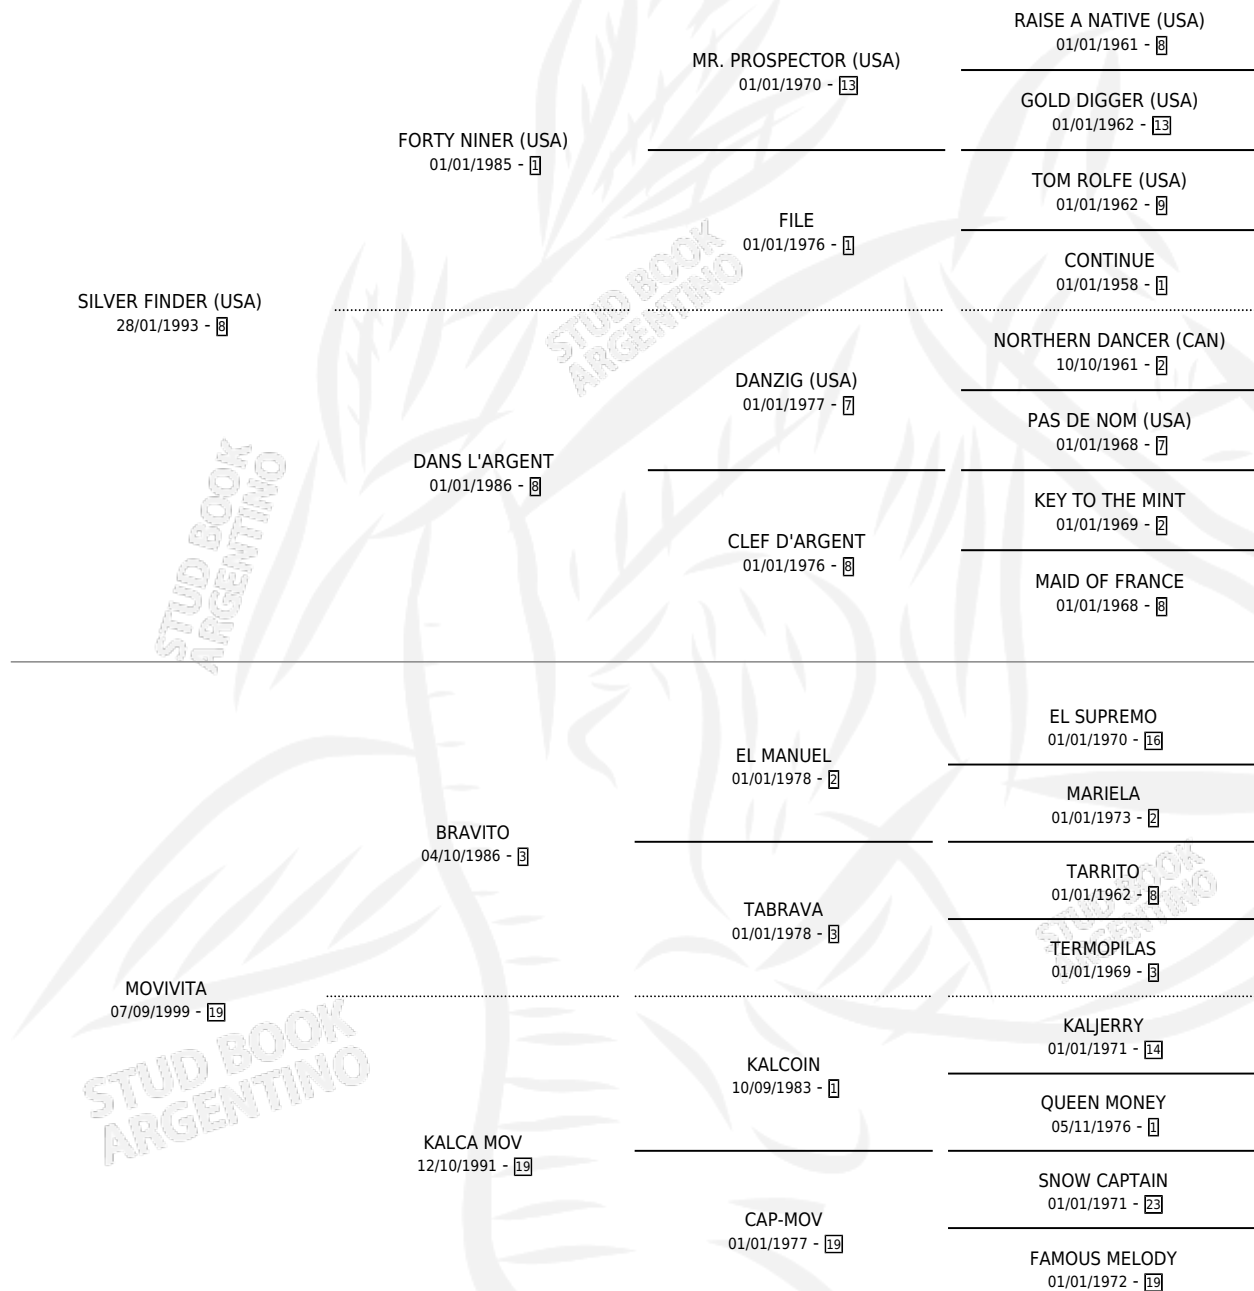 RAISE A NATIVE (USA)
01/01/1961 - 8
MR. PROSPECTOR (USA)
01/01/1970 - 13
GOLD DIGGER (USA)
01/01/1962 - 13
FORTY NINER (USA)
01/01/1985 - 1
TOM ROLFE (USA)
01/01/1962 - 9
FILE
01/01/1976 - 1
CONTINUE
01/01/1958 - 1
SILVER FINDER (USA)
28/01/1993 - 8
NORTHERN DANCER (CAN)
10/10/1961 - 2
DANZIG (USA)
01/01/1977 - 7
PAS DE NOM (USA)
01/01/1968 - 7
DANS L'ARGENT
01/01/1986 - 8
KEY TO THE MINT
01/01/1969 - 2
CLEF D'ARGENT
01/01/1976 - 8
MAID OF FRANCE
01/01/1968 - 8
EL SUPREMO
01/01/1970 - 16
EL MANUEL
01/01/1978 - 2
MARIELA
01/01/1973 - 2
BRAVITO
04/10/1986 - 3
TARRITO
01/01/1962 - 8
TABRAVA
01/01/1978 - 3
TERMOPILAS
01/01/1969 - 3
MOVIVITA
07/09/1999 - 19
KALJERRY
01/01/1971 - 14
KALCOIN
10/09/1983 - 1
QUEEN MONEY
05/11/1976 - 1
KALCA MOV
12/10/1991 - 19
SNOW CAPTAIN
01/01/1971 - 23
CAP-MOV
01/01/1977 - 19
FAMOUS MELODY
01/01/1972 - 19
STUD BOOK
ARGENTINO
STUD BOOK
ARGENTINO
STUD BOOK
ARGENTINO
STUD BOOK
ARGENTINO